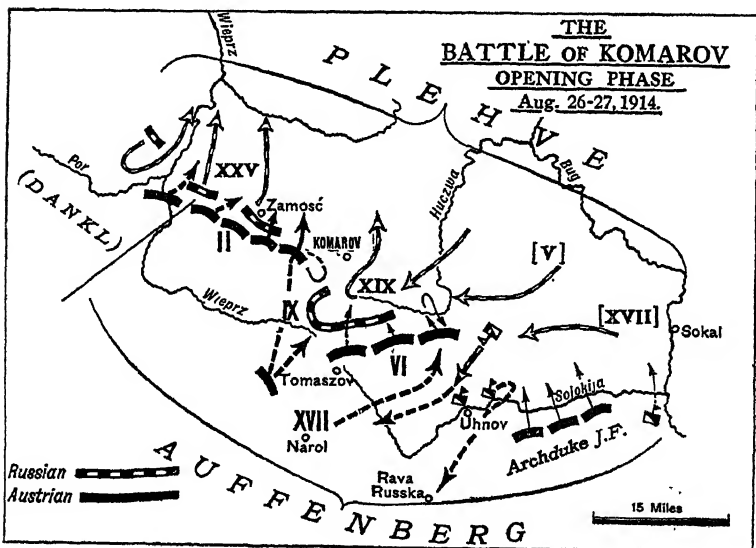 THE
BATTLE OF KOMAROV
OPENING PHASE
Aug. 26-27, 1914.
PLEHVE
Wieprz
Por
(DANKL)
XXV
Zamość
II
KOMAROV
Huczwa
Bug
[V]
XIX
[XVII]
Sokal
Wieprz
IX
VI
Tomaszov
XVII
Narol
Uhnov
Solokija
Archduke J.F.
Rava
Russka
AUFFENBERG
Russian
Austrian
15 Miles